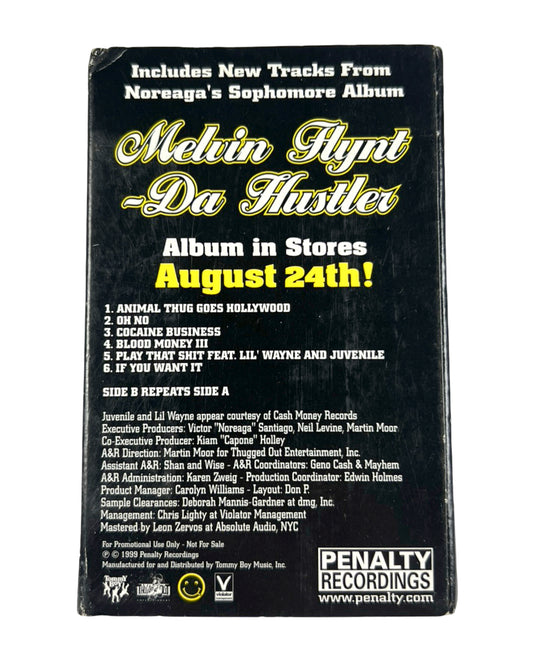 Includes New Tracks From
Noreaga's Sophomore Album
Melvin Flynt
~Da Hustler
Album in Stores
August 24th!
1. ANIMAL THUG GOES HOLLYWOOD
2. OH NO
3. COCAINE BUSINESS
4. BLOOD MONEY III
5. PLAY THAT SHIT FEAT. LIL' WAYNE AND JUVENILE
6. IF YOU WANT IT
SIDE B REPEATS SIDE A
Juvenile and Lil Wayne appear courtesy of Cash Money Records
Executive Producers: Victor "Noreaga" Santiago, Neil Levine, Martin Moor
Co-Executive Producer: Kiam "Capone" Holley
A&R Direction: Martin Moor for Thugged Out Entertainment, Inc.
Assistant A&R: Shan and Wise - A&R Coordinators: Geno Cash & Mayhem
A&R Administration: Karen Zweig - Production Coordinator: Edwin Holmes
Product Manager: Carolyn Williams - Layout: Don P.
Sample Clearances: Deborah Mannis-Gardner at dmg, Inc.
Management: Chris Lighty at Violator Management
Mastered by Leon Zervos at Absolute Audio, NYC
For Promotional Use Only - Not For Sale
℗ © 1999 Penalty Recordings
Manufactured for and Distributed by Tommy Boy Music, Inc.
Tommy Boy
violator
PENALTY
RECORDINGS
www.penalty.com